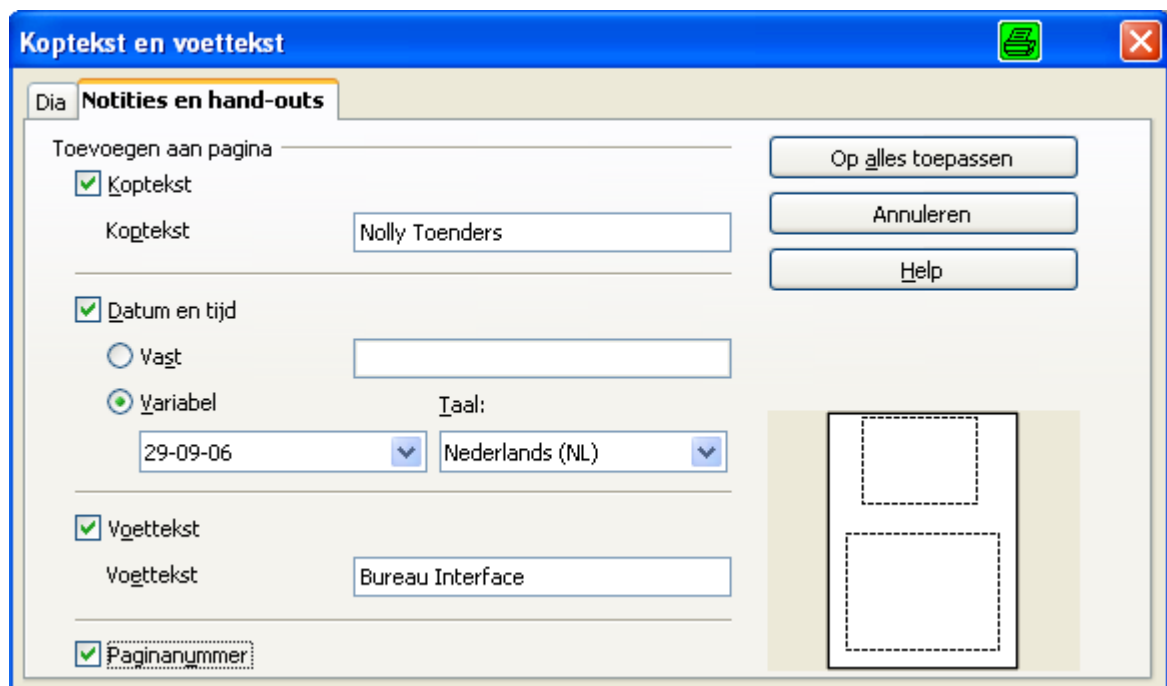 Koptekst en voettekst
Dia Notities en hand-outs
Toevoegen aan pagina
Koptekst
Koptekst Nolly Toenders
Datum en tijd
Vast
Variabel Taal:
29-09-06 Nederlands (NL)
Voettekst
Voettekst Bureau Interface
Paginanummer
Op alles toepassen
Annuleren
Help